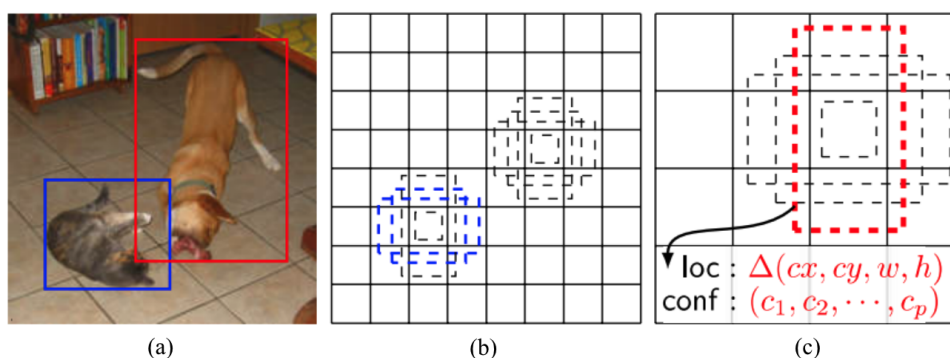 loc : Δ(cx, cy, w, h)
conf : (c₁, c₂, ⋯, cₚ)
(a) (b) (c)